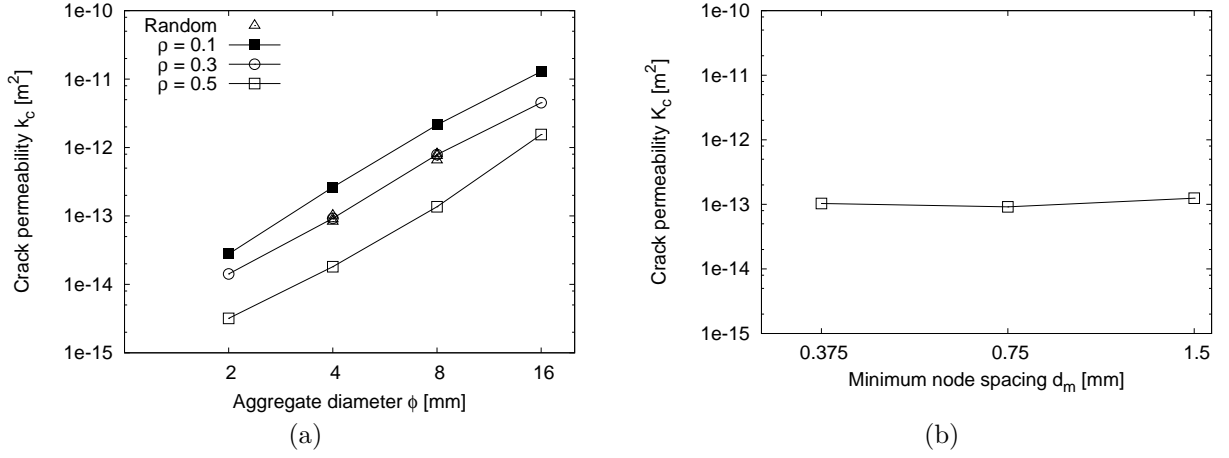 Random
ρ = 0.1
ρ = 0.3
ρ = 0.5
Crack permeability k_c [m²]
1e-10
1e-11
1e-12
1e-13
1e-14
1e-15
2 4 8 16
Aggregate diameter ϕ [mm]
(a)
Crack permeability K_c [m²]
1e-10
1e-11
1e-12
1e-13
1e-14
1e-15
0.375 0.75 1.5
Minimum node spacing d_m [mm]
(b)